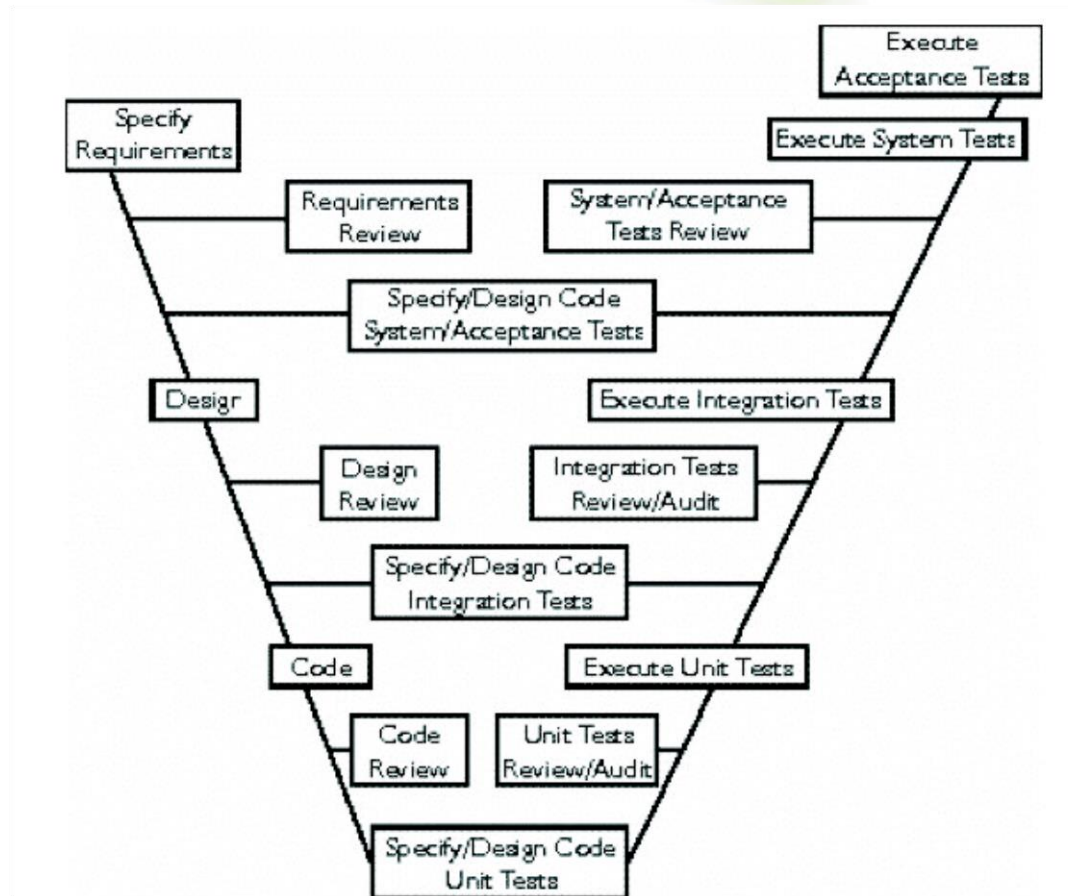 Execute
Acceptance Tests
Specify
Requirements
Execute System Tests
Requirements
Review
System/Acceptance
Tests Review
Specify/Design Code
System/Acceptance Tests
Design
Execute Integration Tests
Design
Review
Integration Tests
Review/Audit
Specify/Design Code
Integration Tests
Code
Execute Unit Tests
Code
Review
Unit Tests
Review/Audit
Specify/Design Code
Unit Tests